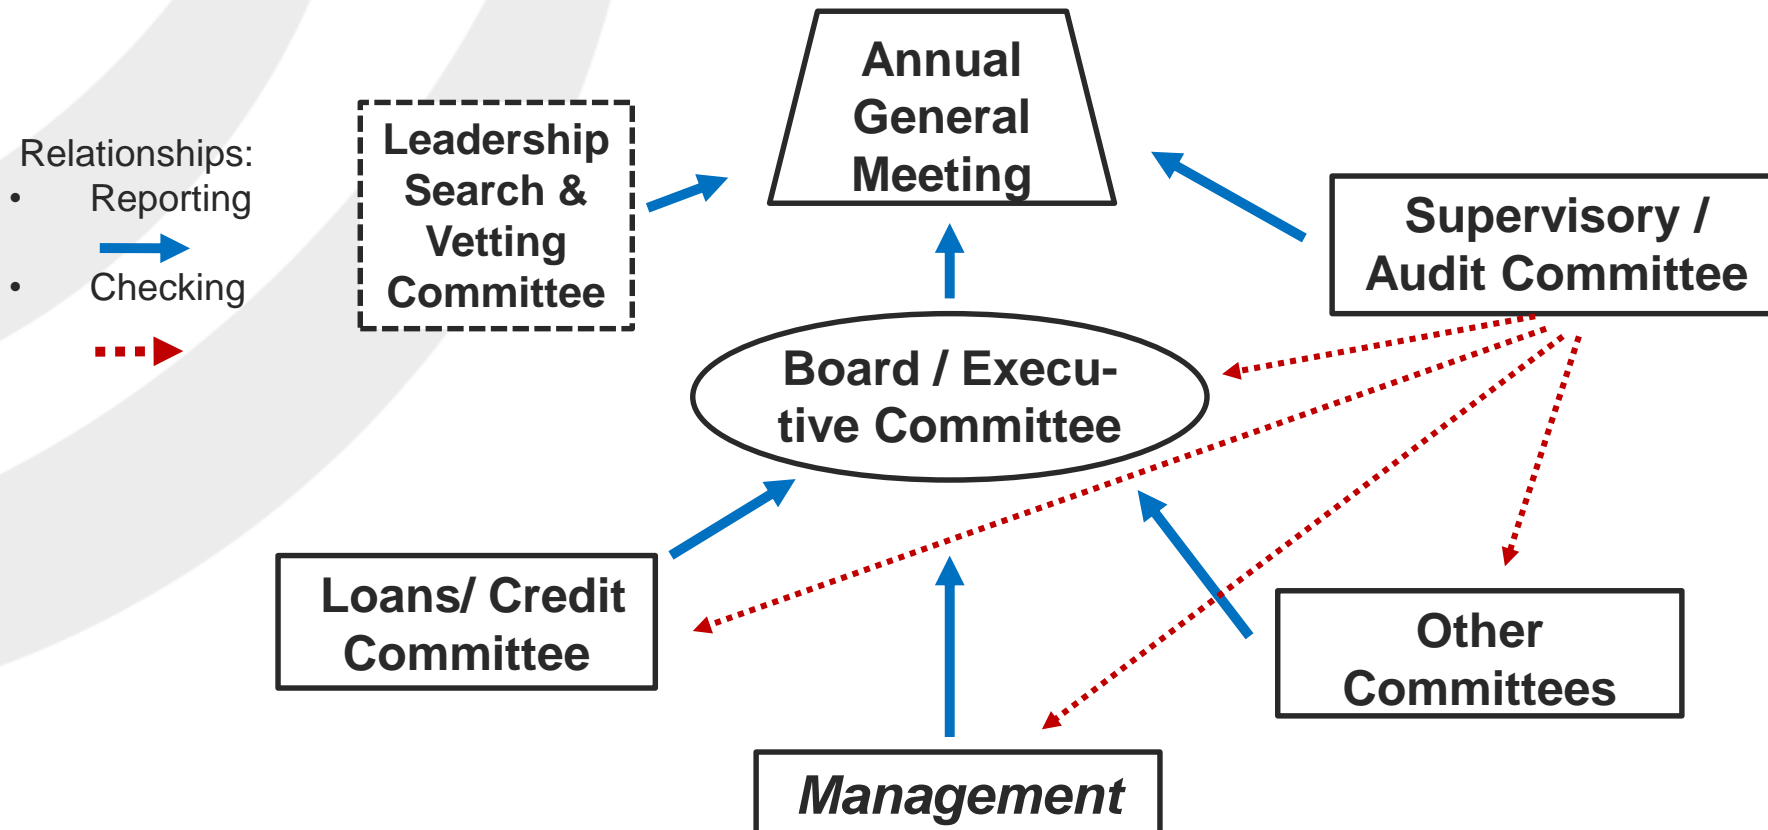 Annual
General
Meeting
Leadership
Search &
Vetting
Committee
Relationships:
• Reporting
• Checking
Supervisory /
Audit Committee
Board / Execu-
tive Committee
Loans/ Credit
Committee
Other
Committees
Management